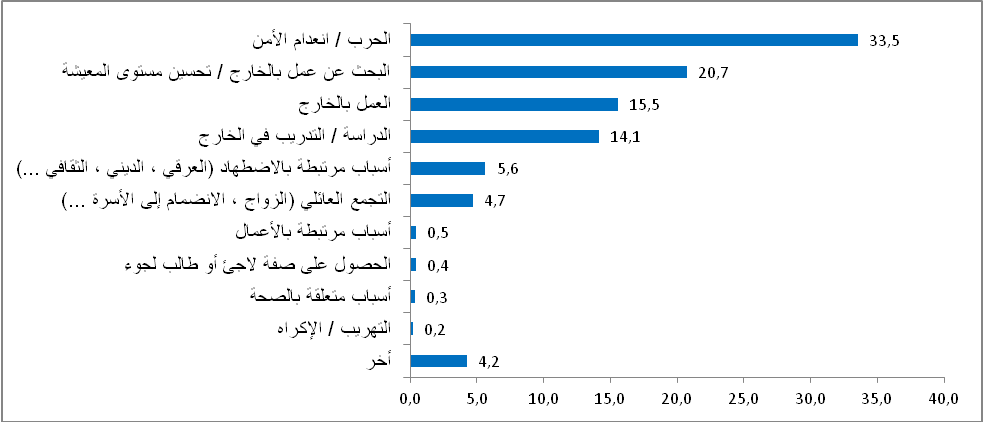 الحرب / انعدام الأمن 33,5
البحث عن عمل بالخارج / تحسين مستوى المعيشة 20,7
العمل بالخارج 15,5
الدراسة / التدريب في الخارج 14,1
أسباب مرتبطة بالاضطهاد (العرقي ، الديني ، الثقافي ...) 5,6
التجمع العائلي (الزواج ، الانضمام إلى الأسرة ...) 4,7
أسباب مرتبطة بالأعمال 0,5
الحصول على صفة لاجئ أو طالب لجوء 0,4
أسباب متعلقة بالصحة 0,3
التهريب / الإكراه 0,2
أخر 4,2
0,0 5,0 10,0 15,0 20,0 25,0 30,0 35,0 40,0